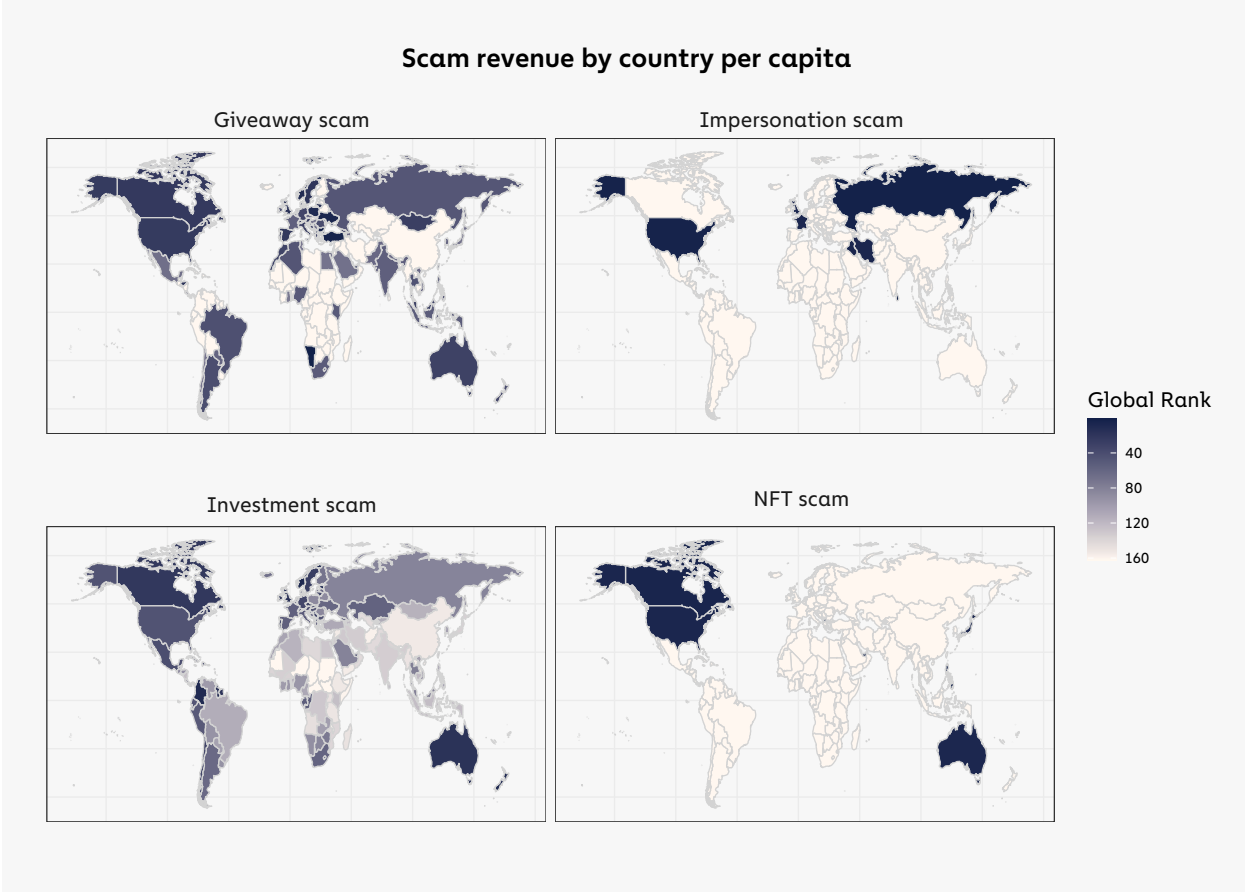 Scam revenue by country per capita
Giveaway scam
Impersonation scam
Global Rank
40
80
120
160
Investment scam
NFT scam